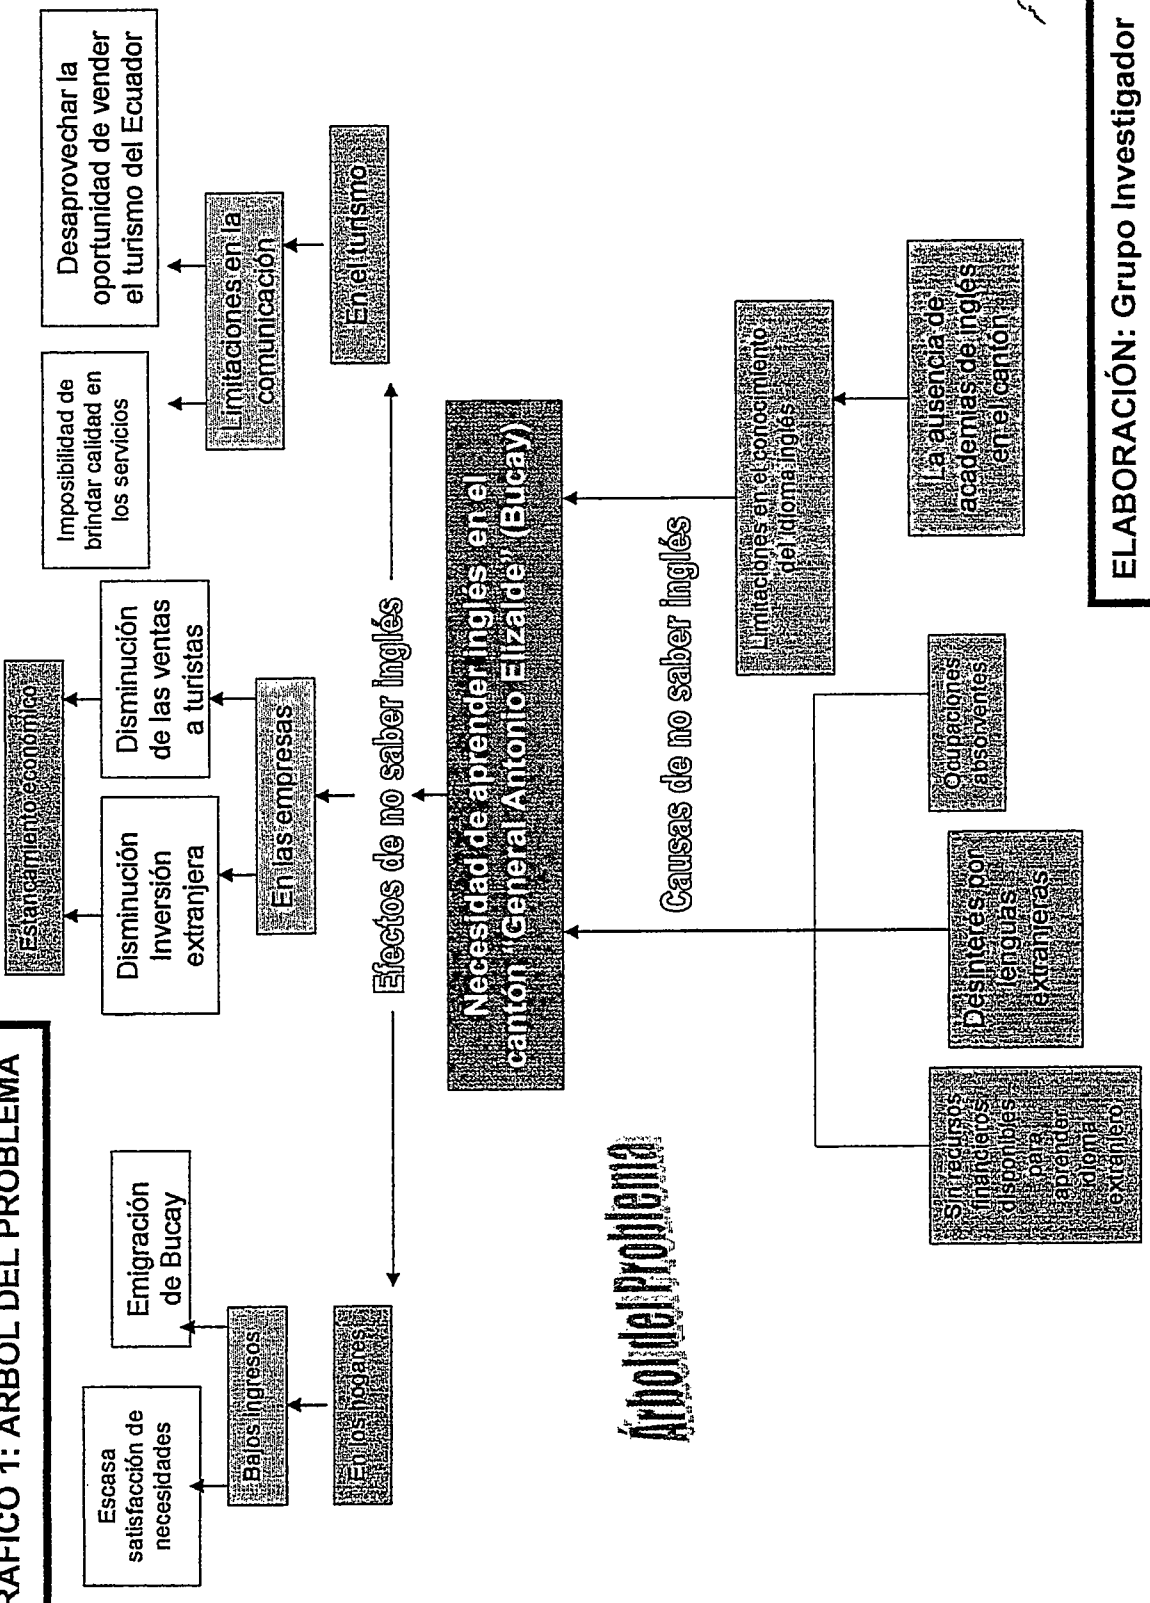 RAFICO 1: ARBOL DEL PROBLEMA
Estancamiento económico
Escasa
satisfacción de
necesidades
Emigración
de Bucay
Disminución
Inversión
extranjera
Disminución
de las ventas
a turistas
Imposibilidad de
brindar calidad en
los servicios
Desaprovechar la
oportunidad de vender
el turismo del Ecuador
Bajos Ingresos
En las empresas
Limitaciones en la
comunicación
En los hogares
En el turismo
Efectos de no saber inglés
Necesidad de aprender ingles en el
cantón "General Antonio Elizalde" (Bucay)
Árbol del Problema
Causas de no saber inglés
Limitaciones en el conocimiento
del idioma inglés
Sin recursos
financieros
disponibles
para
aprender
idioma
extranjero
Desinteres por
lenguas
extranjeras
Ocupaciones
absorventes
La ausencia de
academias de inglés
en el cantón
ELABORACIÓN: Grupo Investigador